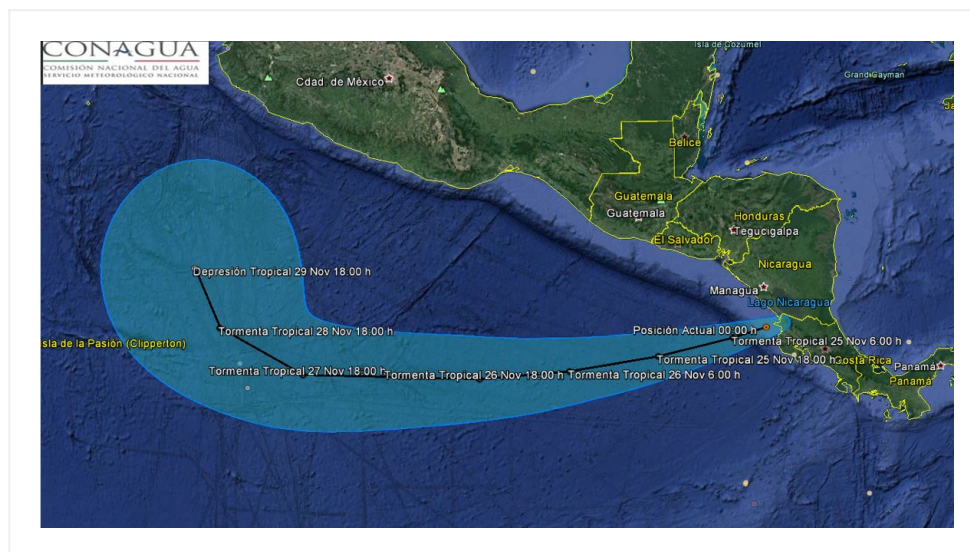 CONAGUA
COMISIÓN NACIONAL DEL AGUA
SERVICIO METEOROLÓGICO NACIONAL
Isla de Cozumel
Grand Cayman
Cdad. de México
Belice
Guatemala
Guatemala
Honduras
Tegucigalpa
El Salvador
Nicaragua
Managua
Lago Nicaragua
Depresión Tropical 29 Nov 18:00 h
Tormenta Tropical 28 Nov 18:00 h
Posición Actual 00:00 h
Tormenta Tropical 25 Nov 6:00 h
sla de la Pasión (Clipperton)
Tormenta Tropical 25 Nov 18:00 h
Costa Rica
Panamá
Tormenta Tropical 27 Nov 18:00 h
Tormenta Tropical 26 Nov 18:00 h
Tormenta Tropical 26 Nov 6:00 h
Panamá